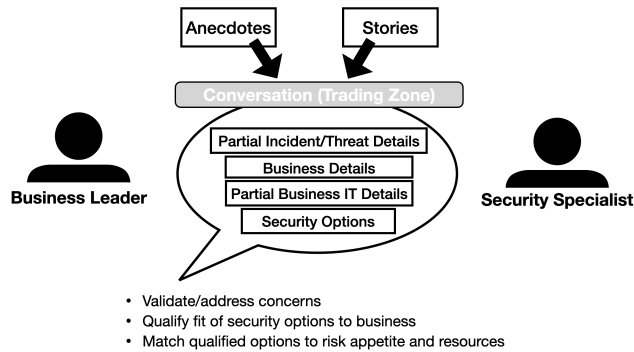 Anecdotes
Stories
Conversation (Trading Zone)
Partial Incident/Threat Details
Business Details
Partial Business IT Details
Security Options
Business Leader
Security Specialist
• Validate/address concerns
• Qualify fit of security options to business
• Match qualified options to risk appetite and resources